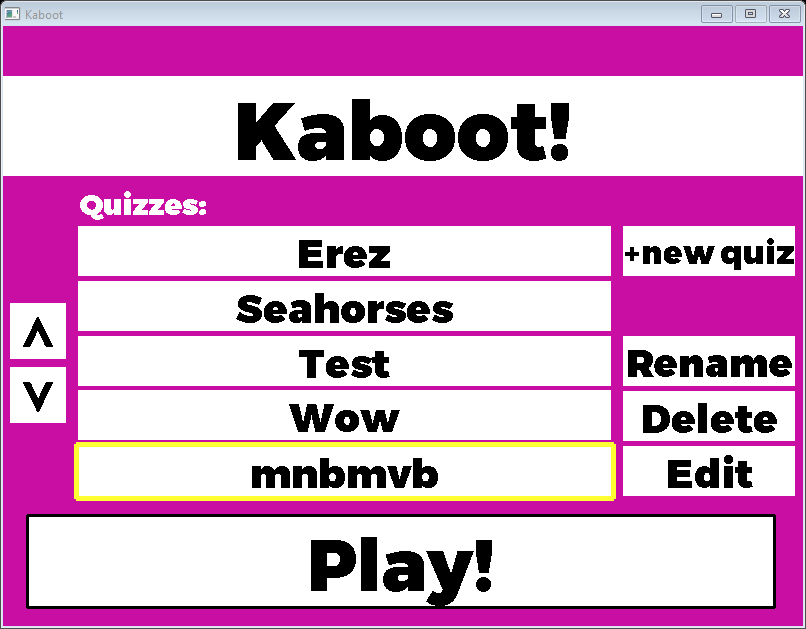 Kaboot
Kaboot!
Quizzes:
Erez
+new quiz
Seahorses
Test
Rename
Wow
Delete
mnbmvb
Edit
Play!